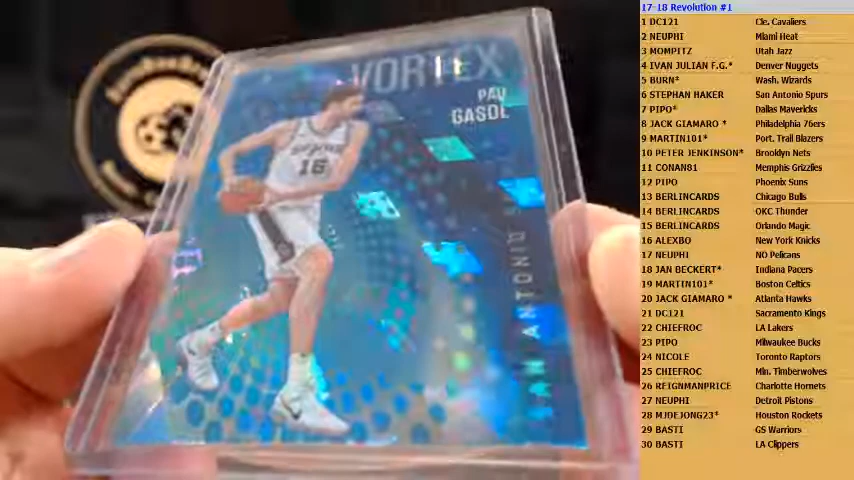 VORTEX
PAU
GASOL
SPURS
16
SAN ANTONIO S
17-18 Revolution #1
1 DC121 Cle. Cavaliers
2 NEUPHI Miami Heat
3 MOMPITZ Utah Jazz
4 IVAN JULIAN F.G.* Denver Nuggets
5 BURN* Wash. Wizards
6 STEPHAN HAKER San Antonio Spurs
7 PIPO* Dallas Mavericks
8 JACK GIAMARO * Philadelphia 76ers
9 MARTIN101* Port. Trail Blazers
10 PETER JENKINSON* Brooklyn Nets
11 CONAN81 Memphis Grizzlies
12 PIPO Phoenix Suns
13 BERLINCARDS Chicago Bulls
14 BERLINCARDS OKC Thunder
15 BERLINCARDS Orlando Magic
16 ALEXBO New York Knicks
17 NEUPHI NO Pelicans
18 JAN BECKERT* Indiana Pacers
19 MARTIN101* Boston Celtics
20 JACK GIAMARO * Atlanta Hawks
21 DC121 Sacramento Kings
22 CHIEFROC LA Lakers
23 PIPO Milwaukee Bucks
24 NICOLE Toronto Raptors
25 CHIEFROC Min. Timberwolves
26 REIGNMANPRICE Charlotte Hornets
27 NEUPHI Detroit Pistons
28 MJDEJONG23* Houston Rockets
29 BASTI GS Warriors
30 BASTI LA Clippers